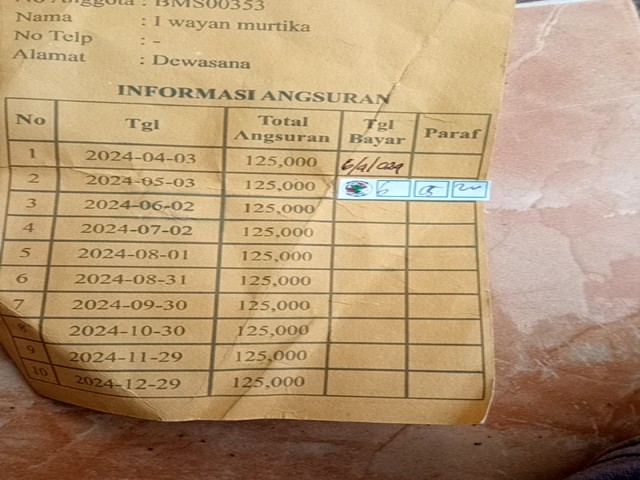 No Anggota : BMS00353
Nama : I wayan murtika
No Telp : -
Alamat : Dewasana
INFORMASI ANGSURAN
No Tgl Total Angsuran Tgl Bayar Paraf
1 2024-04-03 125,000 6/4/024
2 2024-05-03 125,000 6 05
3 2024-06-02 125,000
4 2024-07-02 125,000
5 2024-08-01 125,000
6 2024-08-31 125,000
7 2024-09-30 125,000
8 2024-10-30 125,000
9 2024-11-29 125,000
10 2024-12-29 125,000